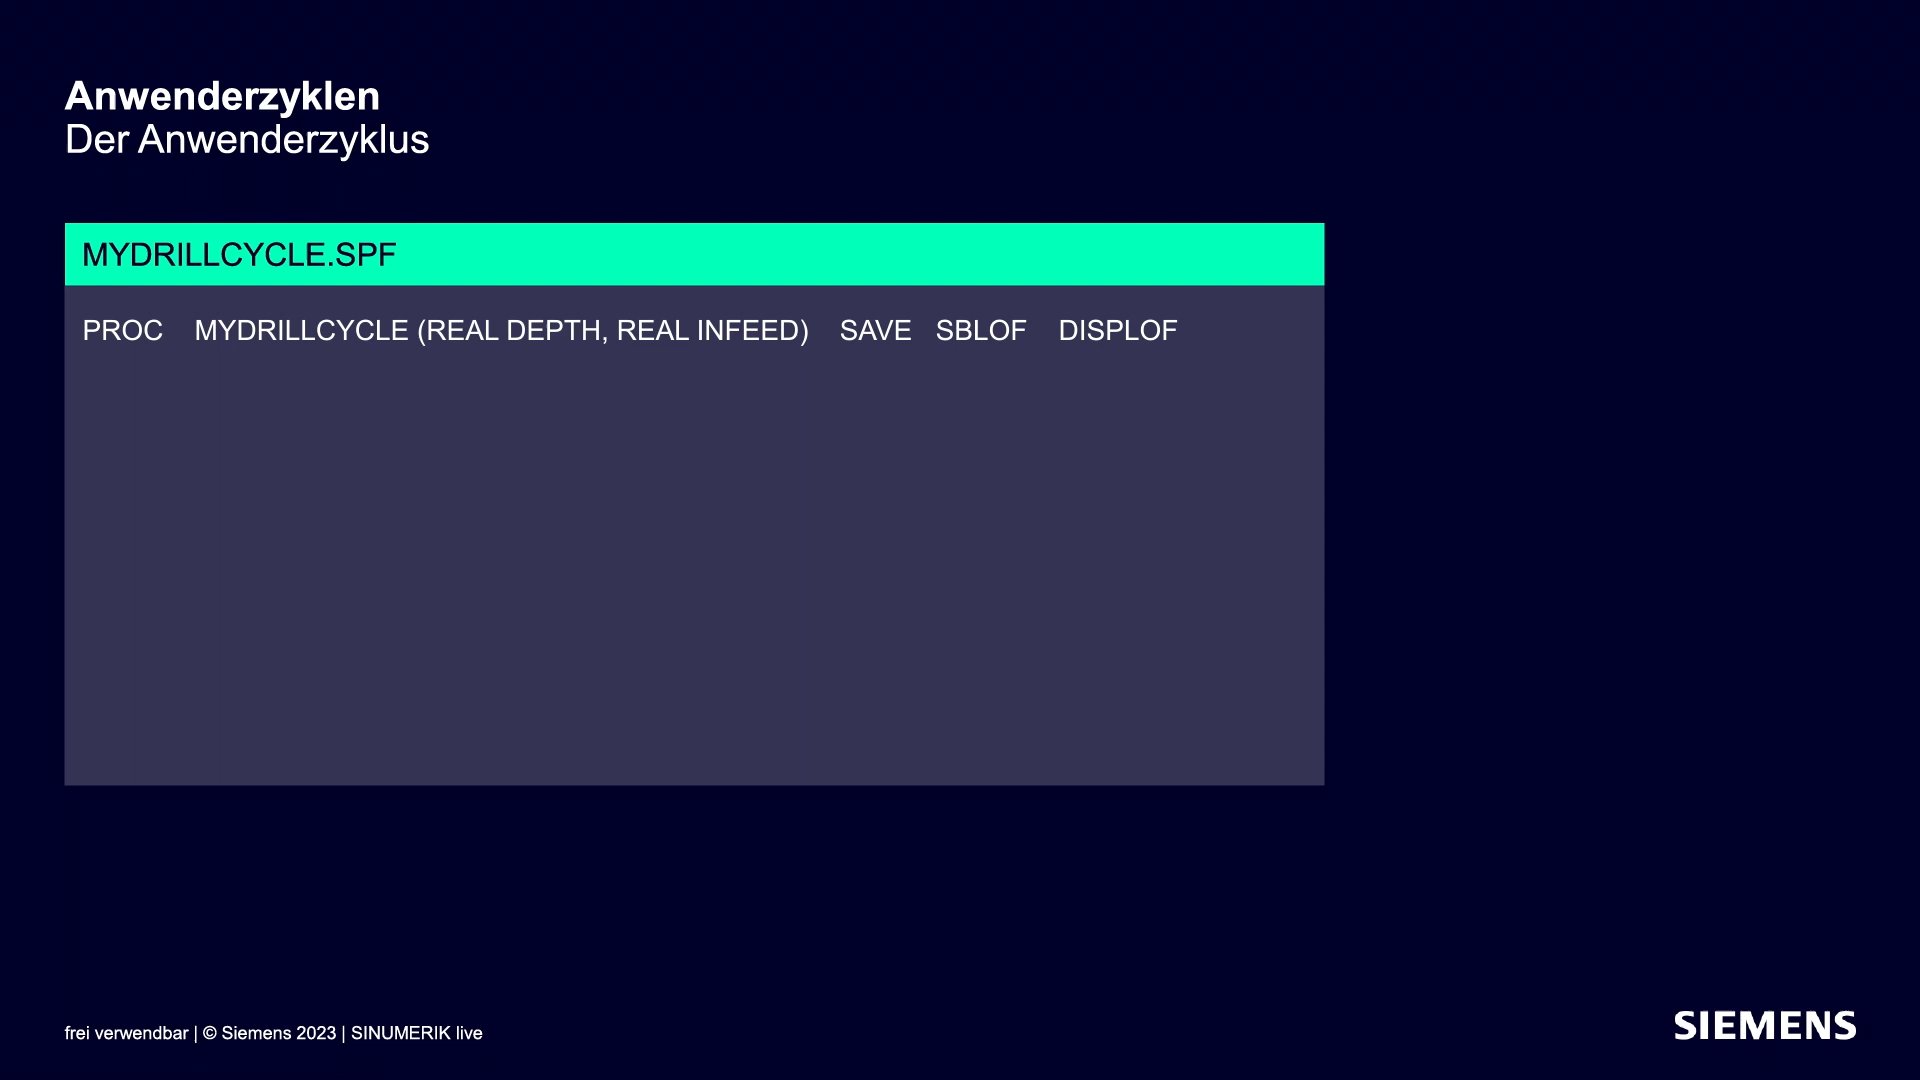 Anwenderzyklen
Der Anwenderzyklus
MYDRILLCYCLE.SPF
PROC MYDRILLCYCLE (REAL DEPTH, REAL INFEED) SAVE SBLOF DISPLOF
frei verwendbar | © Siemens 2023 | SINUMERIK live
SIEMENS